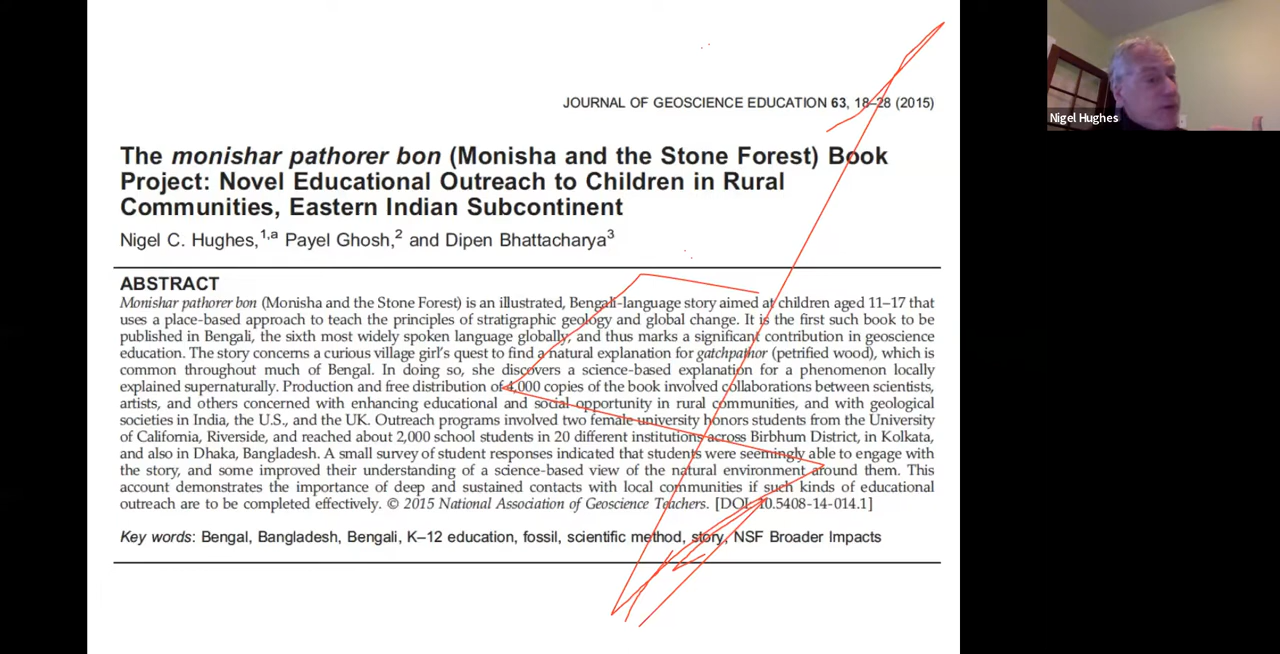 JOURNAL OF GEOSCIENCE EDUCATION 63, 18–28 (2015)
The monishar pathorer bon (Monisha and the Stone Forest) Book
Project: Novel Educational Outreach to Children in Rural
Communities, Eastern Indian Subcontinent
Nigel C. Hughes,1,a Payel Ghosh,2 and Dipen Bhattacharya3
ABSTRACT
Monishar pathorer bon (Monisha and the Stone Forest) is an illustrated, Bengali-language story aimed at children aged 11–17 that
uses a place-based approach to teach the principles of stratigraphic geology and global change. It is the first such book to be
published in Bengali, the sixth most widely spoken language globally, and thus marks a significant contribution in geoscience
education. The story concerns a curious village girl's quest to find a natural explanation for gatchpathor (petrified wood), which is
common throughout much of Bengal. In doing so, she discovers a science-based explanation for a phenomenon locally
explained supernaturally. Production and free distribution of 4,000 copies of the book involved collaborations between scientists,
artists, and others concerned with enhancing educational and social opportunity in rural communities, and with geological
societies in India, the U.S., and the UK. Outreach programs involved two female university honors students from the University
of California, Riverside, and reached about 2,000 school students in 20 different institutions across Birbhum District, in Kolkata,
and also in Dhaka, Bangladesh. A small survey of student responses indicated that students were seemingly able to engage with
the story, and some improved their understanding of a science-based view of the natural environment around them. This
account demonstrates the importance of deep and sustained contacts with local communities if such kinds of educational
outreach are to be completed effectively. © 2015 National Association of Geoscience Teachers. [DOI: 10.5408-14-014.1]
Key words: Bengal, Bangladesh, Bengali, K–12 education, fossil, scientific method, story, NSF Broader Impacts
Nigel Hughes